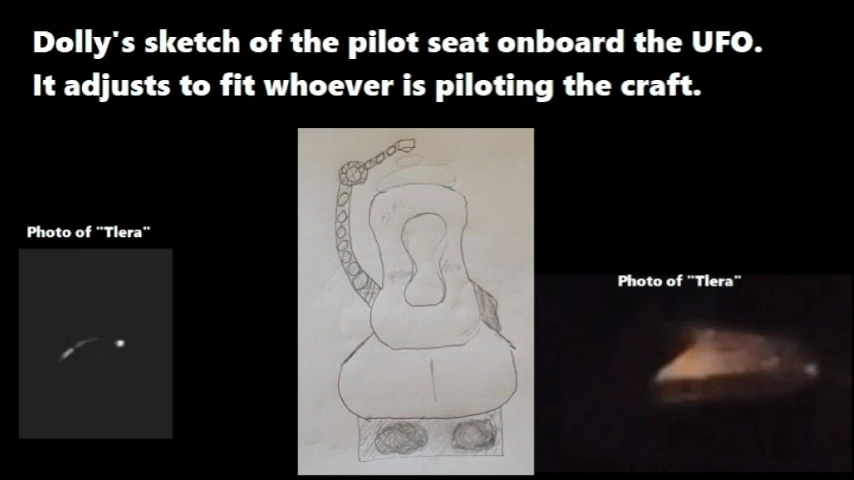 Dolly's sketch of the pilot seat onboard the UFO.
It adjusts to fit whoever is piloting the craft.
Photo of "Tlera"
Photo of "Tlera"